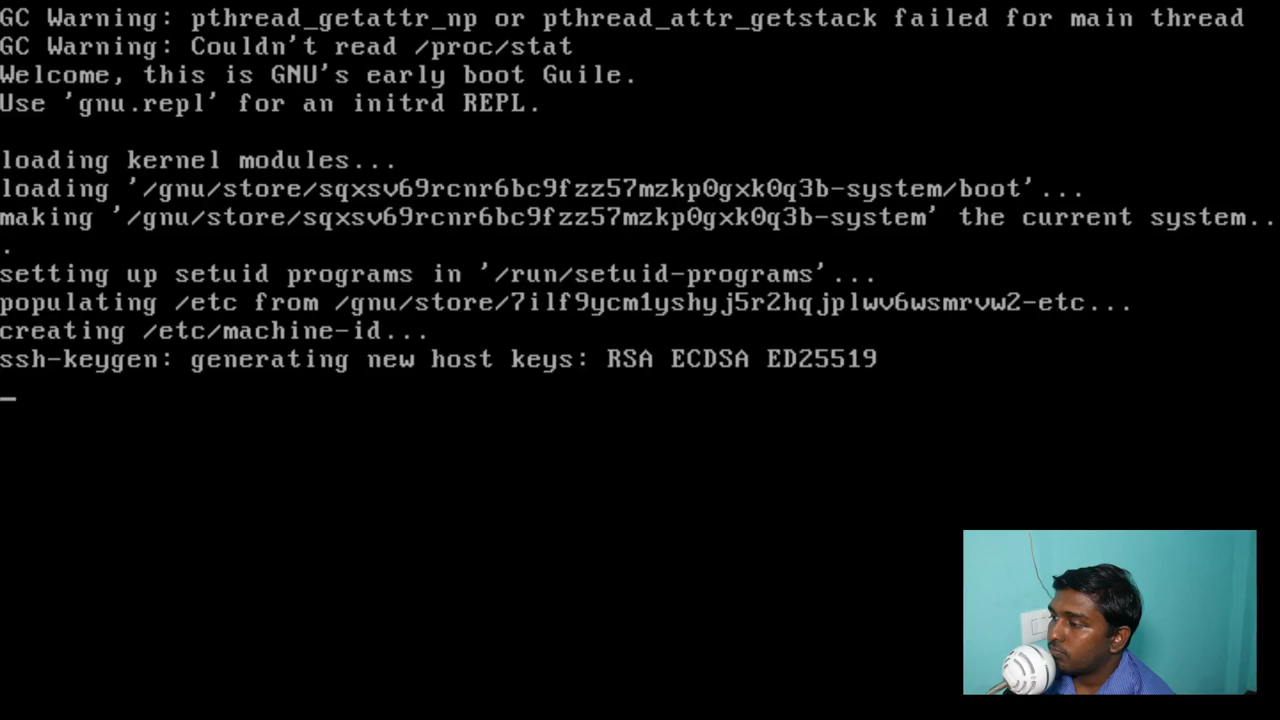 GC Warning: pthread_getattr_np or pthread_attr_getstack failed for main thread
GC Warning: Couldn't read /proc/stat
Welcome, this is GNU's early boot Guile.
Use 'gnu.repl' for an initrd REPL.
loading kernel modules...
loading '/gnu/store/sqxsv69rcnr6bc9fzz57mzkp0gxk0q3b-system/boot'...
making '/gnu/store/sqxsv69rcnr6bc9fzz57mzkp0gxk0q3b-system' the current system..
.
setting up setuid programs in '/run/setuid-programs'...
populating /etc from /gnu/store/7ilf9ycm1yshyj5r2hqjplwv6wsmrvw2-etc...
creating /etc/machine-id...
ssh-keygen: generating new host keys: RSA ECDSA ED25519